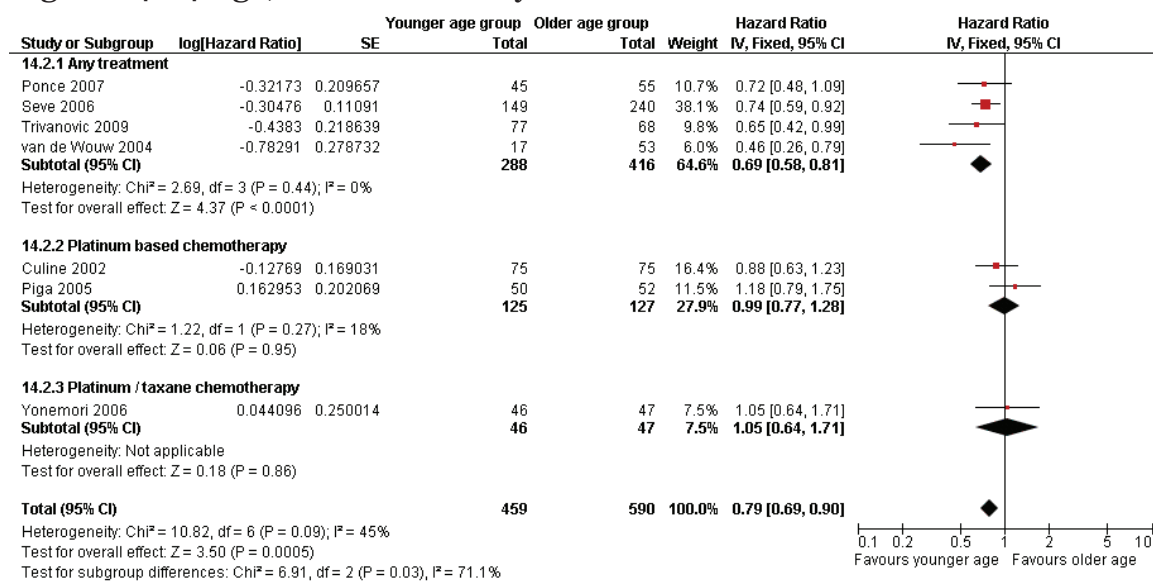 Younger age group Older age group Hazard Ratio Hazard Ratio
Study or Subgroup log[Hazard Ratio] SE Total Total Weight IV, Fixed, 95% CI IV, Fixed, 95% CI
14.2.1 Any treatment
Ponce 2007 -0.32173 0.209657 45 55 10.7% 0.72 [0.48, 1.09]
Seve 2006 -0.30476 0.11091 149 240 38.1% 0.74 [0.59, 0.92]
Trivanovic 2009 -0.4383 0.218639 77 68 9.8% 0.65 [0.42, 0.99]
van de Wouw 2004 -0.78291 0.278732 17 53 6.0% 0.46 [0.26, 0.79]
Subtotal (95% CI) 288 416 64.6% 0.69 [0.58, 0.81]
Heterogeneity: Chi² = 2.69, df = 3 (P = 0.44); I² = 0%
Test for overall effect: Z = 4.37 (P < 0.0001)
14.2.2 Platinum based chemotherapy
Culine 2002 -0.12769 0.169031 75 75 16.4% 0.88 [0.63, 1.23]
Piga 2005 0.162953 0.202069 50 52 11.5% 1.18 [0.79, 1.75]
Subtotal (95% CI) 125 127 27.9% 0.99 [0.77, 1.28]
Heterogeneity: Chi² = 1.22, df = 1 (P = 0.27); I² = 18%
Test for overall effect: Z = 0.06 (P = 0.95)
14.2.3 Platinum / taxane chemotherapy
Yonemori 2006 0.044096 0.250014 46 47 7.5% 1.05 [0.64, 1.71]
Subtotal (95% CI) 46 47 7.5% 1.05 [0.64, 1.71]
Heterogeneity: Not applicable
Test for overall effect: Z = 0.18 (P = 0.86)
Total (95% CI) 459 590 100.0% 0.79 [0.69, 0.90]
Heterogeneity: Chi² = 10.82, df = 6 (P = 0.09); I² = 45%
Test for overall effect: Z = 3.50 (P = 0.0005)
Test for subgroup differences: Chi² = 6.91, df = 2 (P = 0.03), I² = 71.1%
0.1 0.2 0.5 1 2 5 10
Favours younger age Favours older age